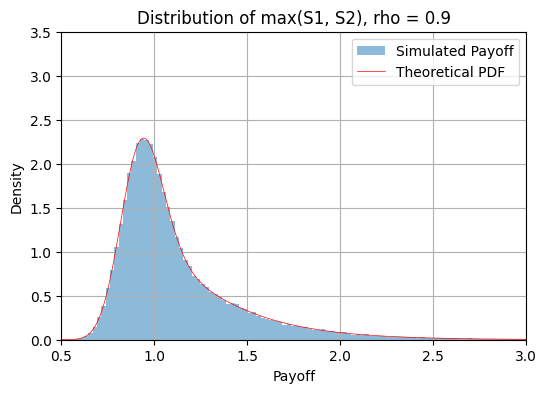 Distribution of max(S1, S2), rho = 0.9
Simulated Payoff
Theoretical PDF
Density
3.5
3.0
2.5
2.0
1.5
1.0
0.5
0.0
0.5 1.0 1.5 2.0 2.5 3.0
Payoff